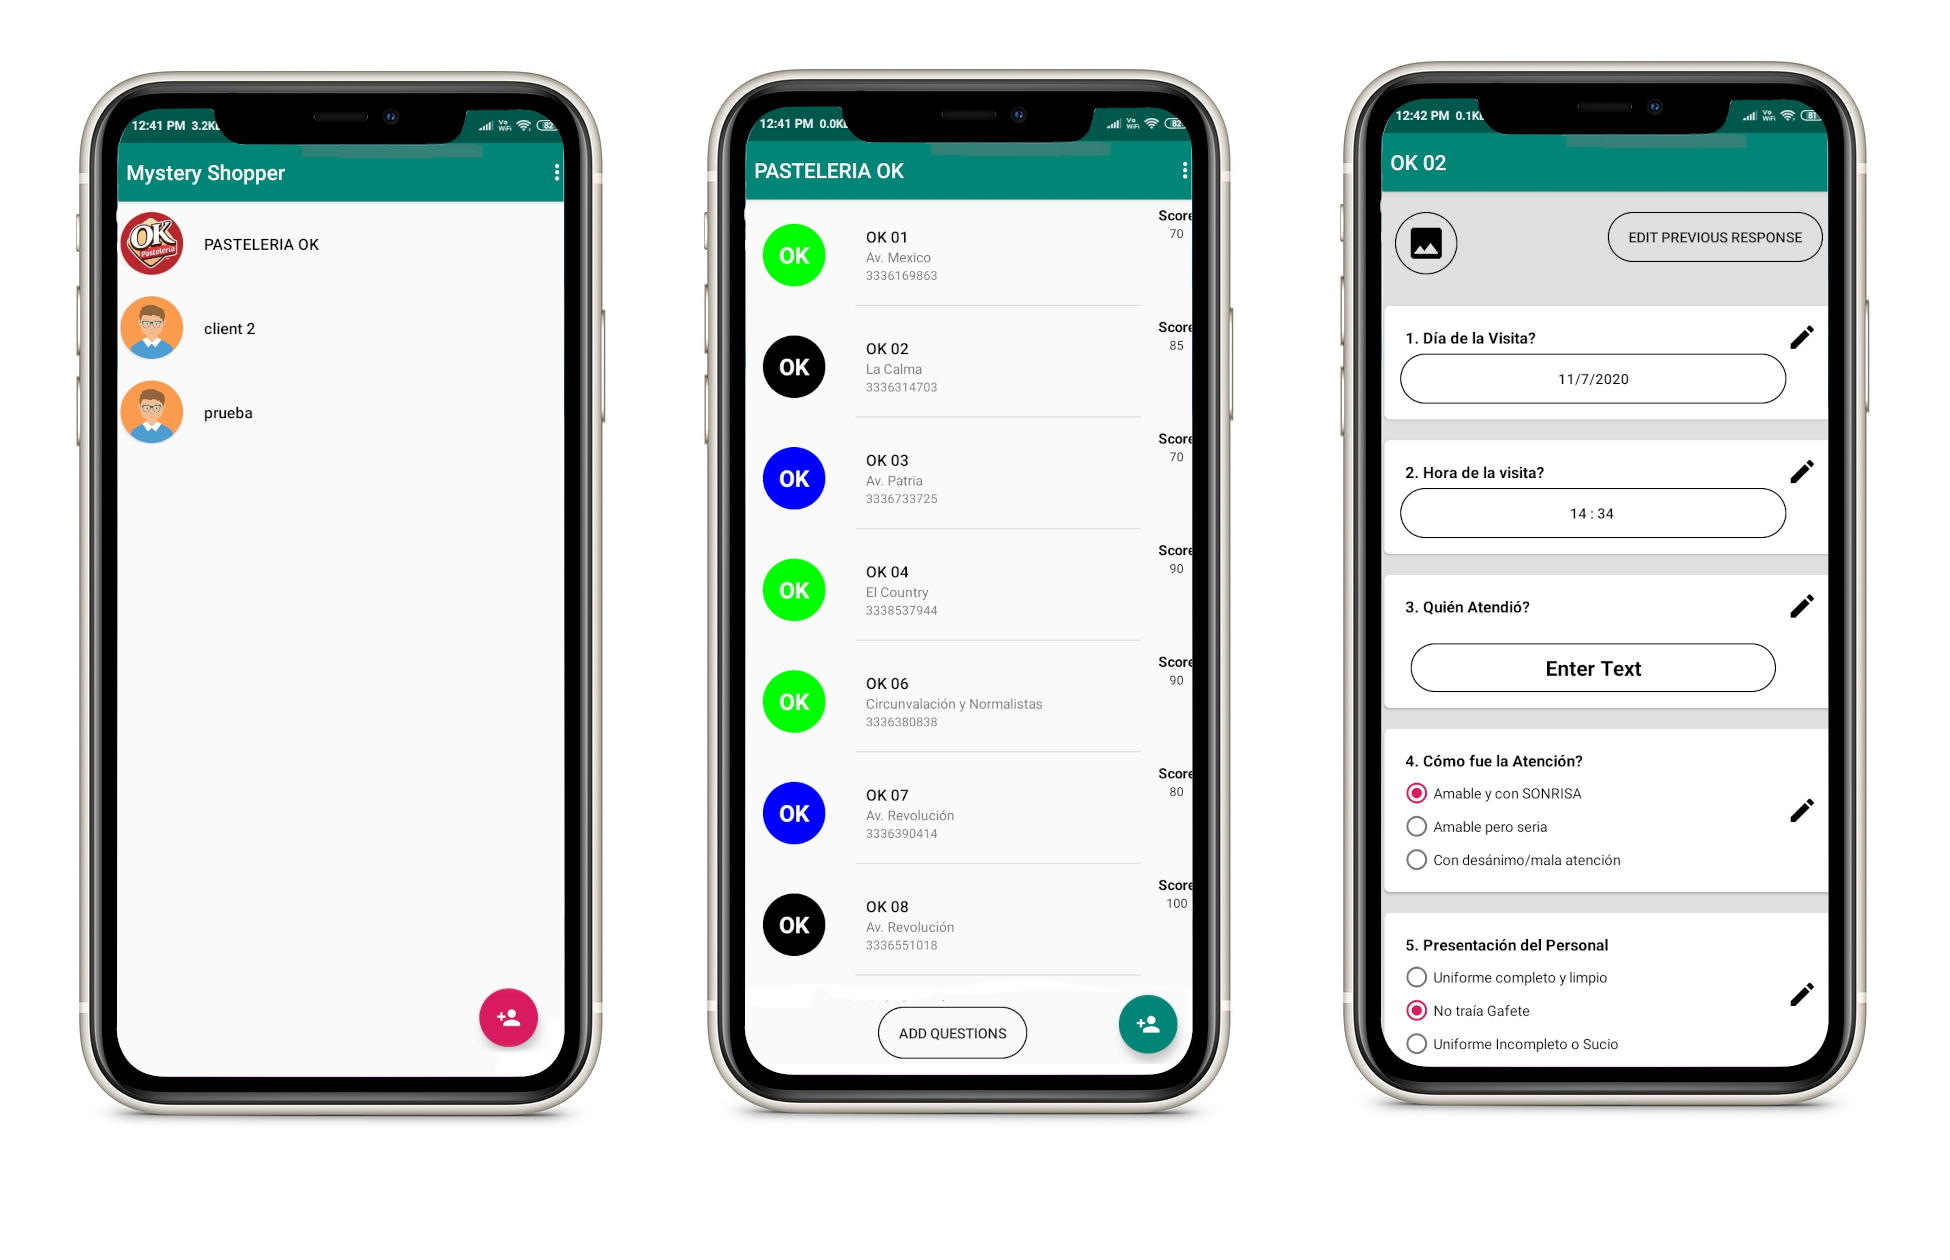 12:41 PM 3.2K
Mystery Shopper
OK
Pasteleria
PASTELERIA OK
client 2
prueba
12:41 PM 0.0K
Vo
WiFi
82
PASTELERIA OK
Score
70
OK
OK 01
Av. Mexico
3336169863
Score
85
OK
OK 02
La Calma
3336314703
Score
70
OK
OK 03
Av. Patria
3336733725
Score
90
OK
OK 04
El Country
3338537944
Score
90
OK
OK 06
Circunvalación y Normalistas
3336380838
Score
80
OK
OK 07
Av. Revolución
3336390414
Score
100
OK
OK 08
Av. Revolución
3336551018
ADD QUESTIONS
12:42 PM 0.1K
Vo
WiFi
81
OK 02
EDIT PREVIOUS RESPONSE
1. Día de la Visita?
11/7/2020
2. Hora de la visita?
14 : 34
3. Quién Atendió?
Enter Text
4. Cómo fue la Atención?
Amable y con SONRISA
Amable pero seria
Con desánimo/mala atención
5. Presentación del Personal
Uniforme completo y limpio
No traía Gafete
Uniforme Incompleto o Sucio